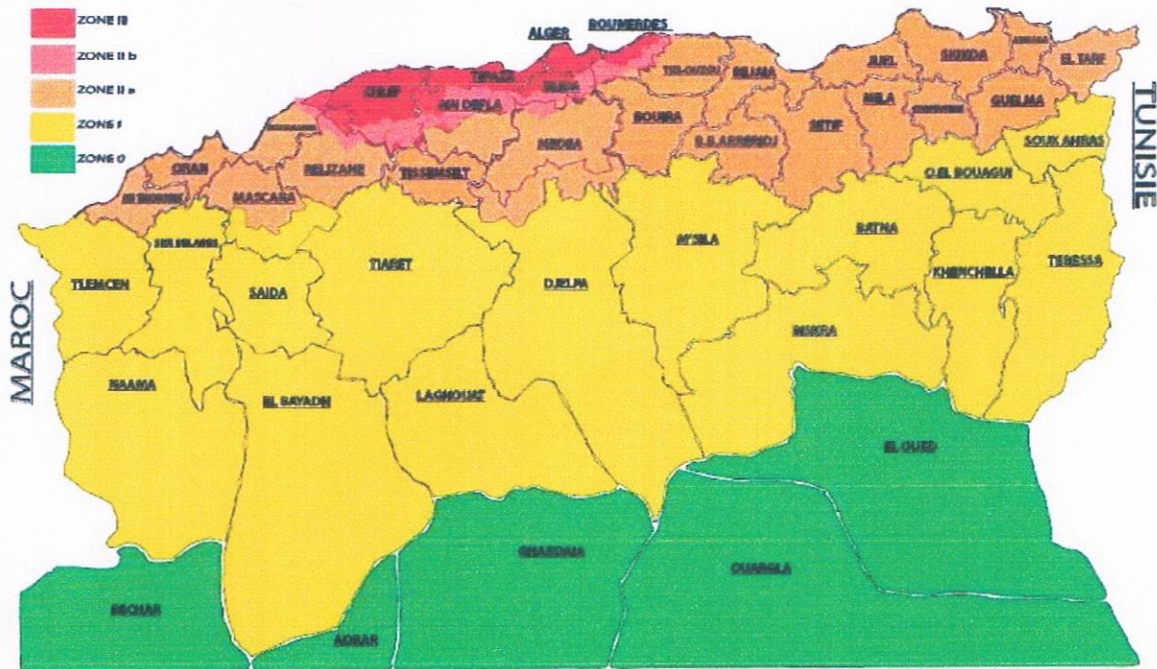 ZONE III
ZONE II b
ZONE II a
ZONE I
ZONE 0
ALGER
BOUMERDES
TIPAZA
CHLEF
BLIDA
AIN DEFLA
TIZI-OUZOU
BEJAIA
JIJEL
SKIKDA
EL TARF
ORAN
RELIZANE
TISSEMSELT
MEDEA
BOUIRA
B.B.ARRERIDJ
SETIF
MILA
GUELMA
SOUK AHRAS
MASCARA
O.EL BOUAGUI
TLEMCEN
SAIDA
TIARET
DJELFA
M'SILA
BATNA
KHENCHELLA
TEBESSA
BISKRA
NAAMA
EL BAYADH
LAGHOUAT
EL OUED
GHARDAIA
OUARGLA
BECHAR
ADRAR
MAROC
TUNISIE